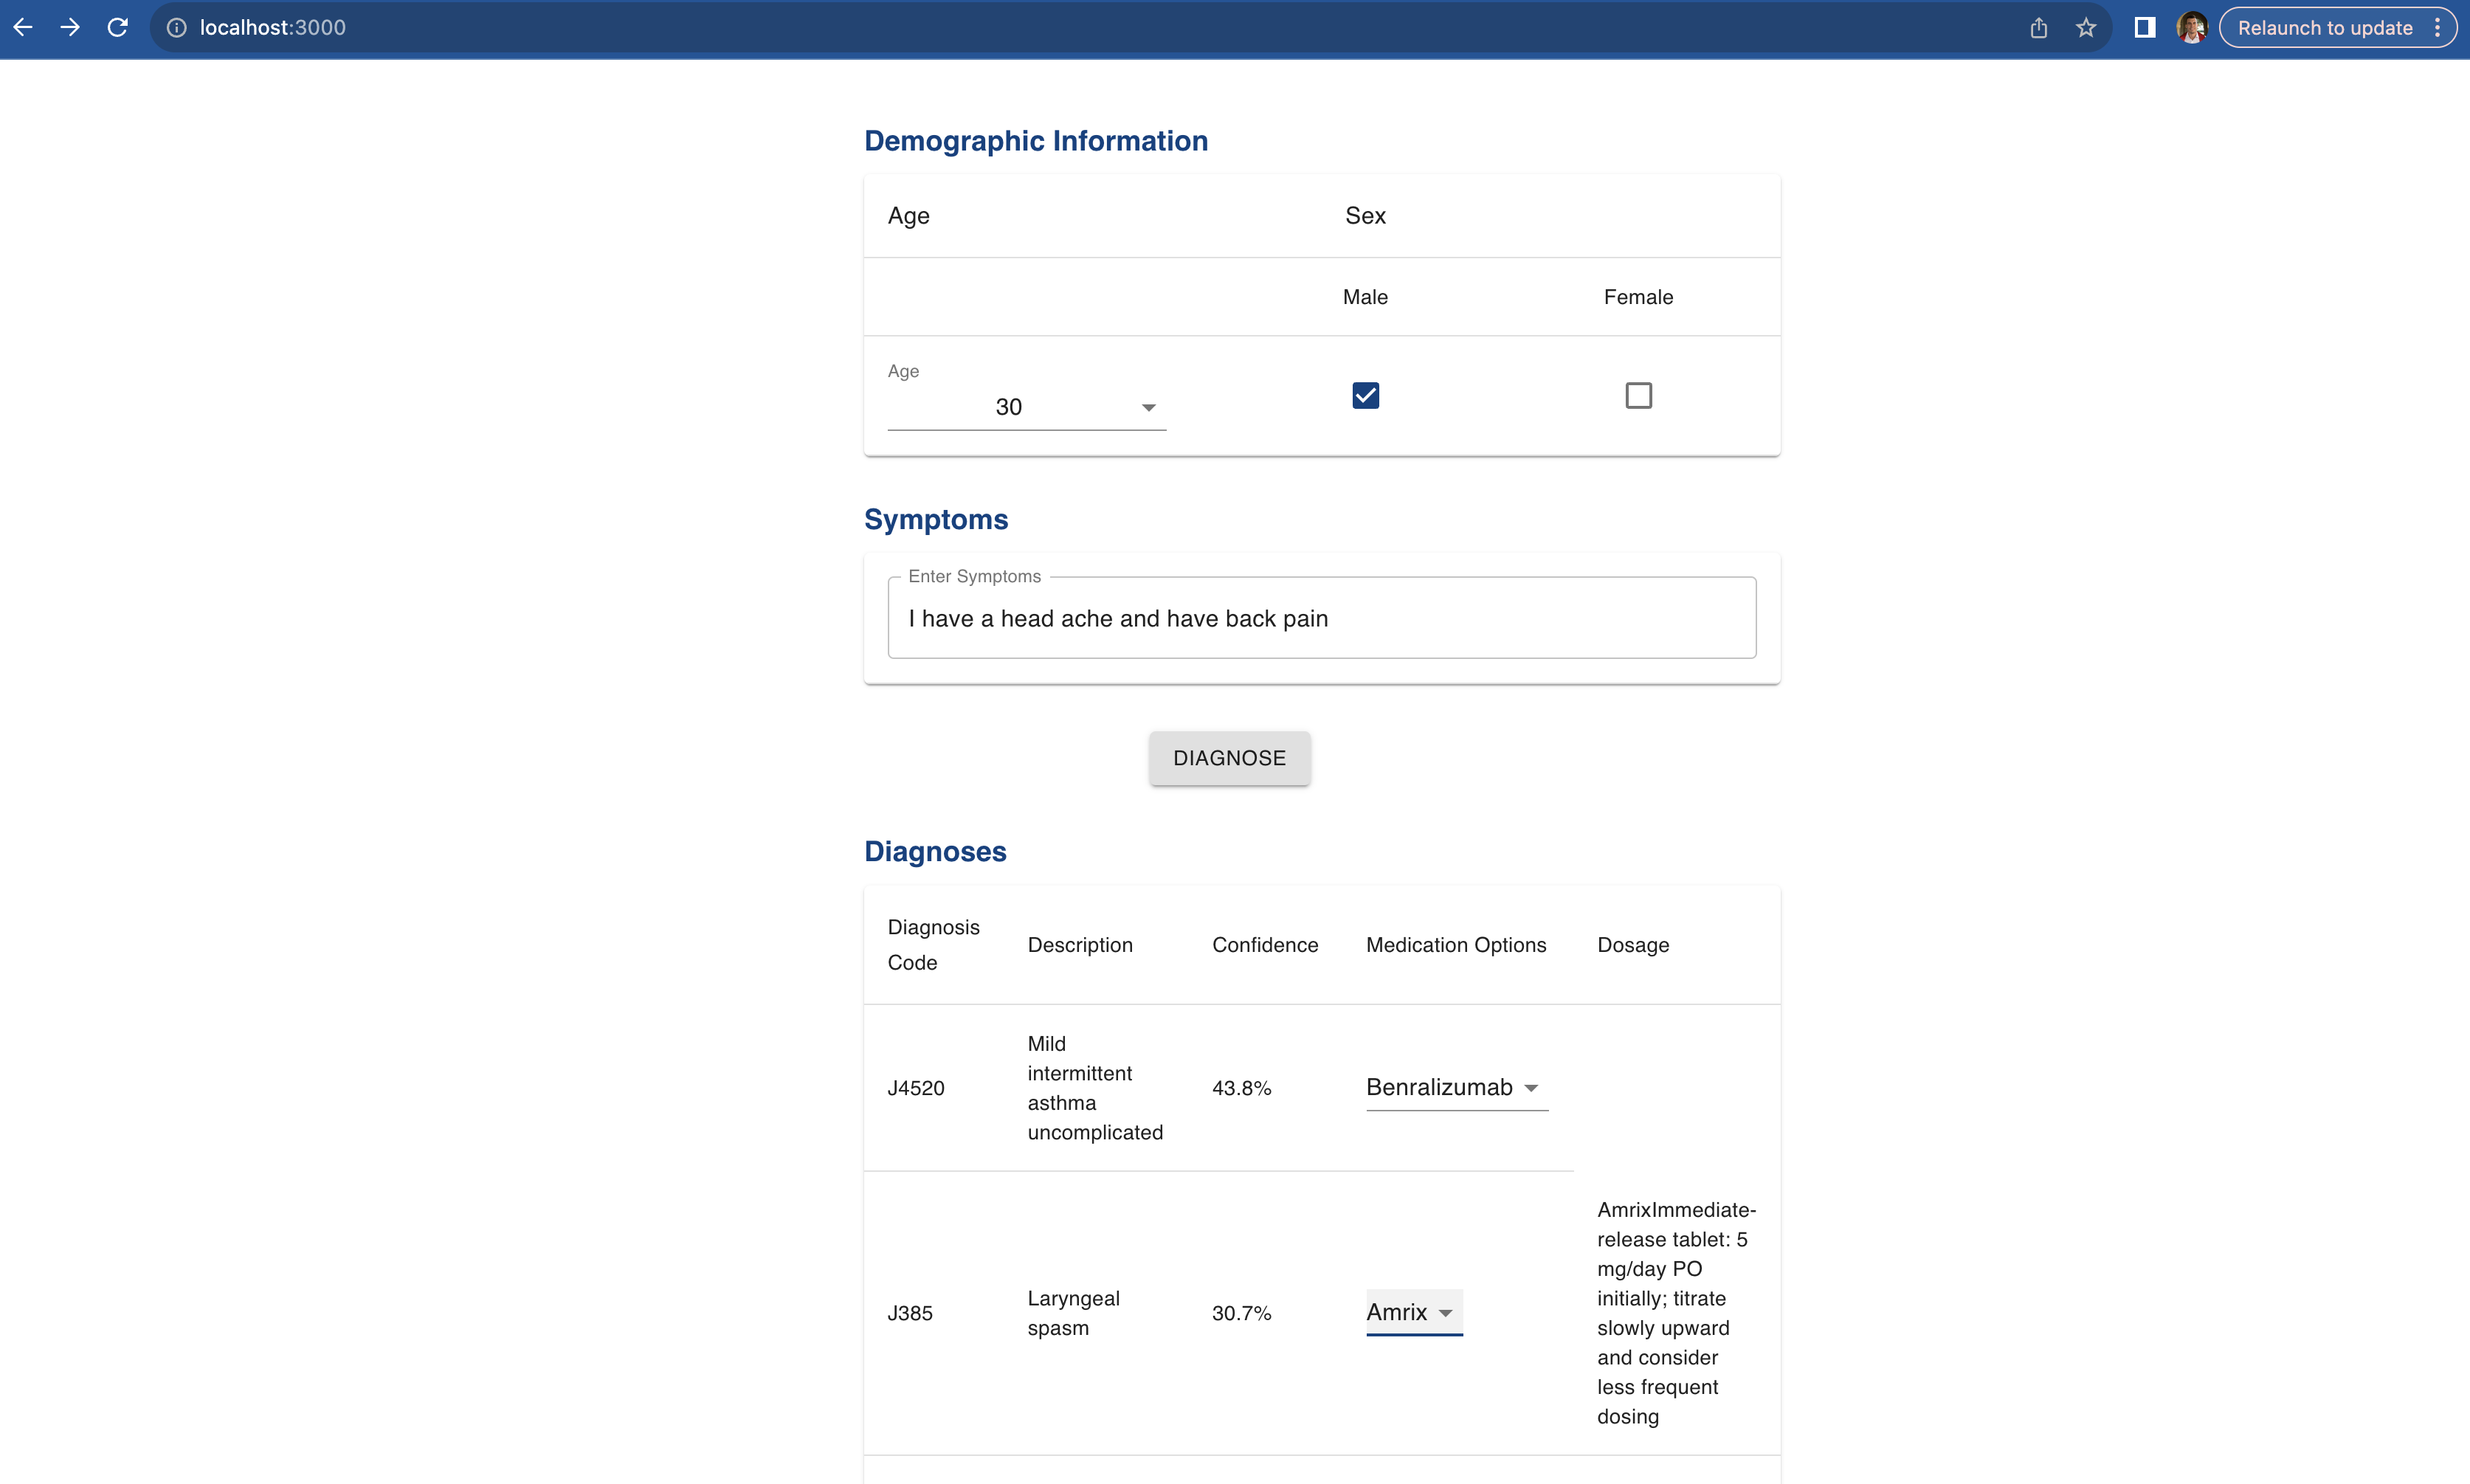 localhost:3000
Relaunch to update
Demographic Information
Age Sex
Male Female
Age
30
Symptoms
Enter Symptoms
I have a head ache and have back pain
DIAGNOSE
Diagnoses
Diagnosis
Code
Description
Confidence
Medication Options
Dosage
J4520
Mild
intermittent
asthma
uncomplicated
43.8%
Benralizumab
J385
Laryngeal
spasm
30.7%
Amrix
AmrixImmediate-
release tablet: 5
mg/day PO
initially; titrate
slowly upward
and consider
less frequent
dosing